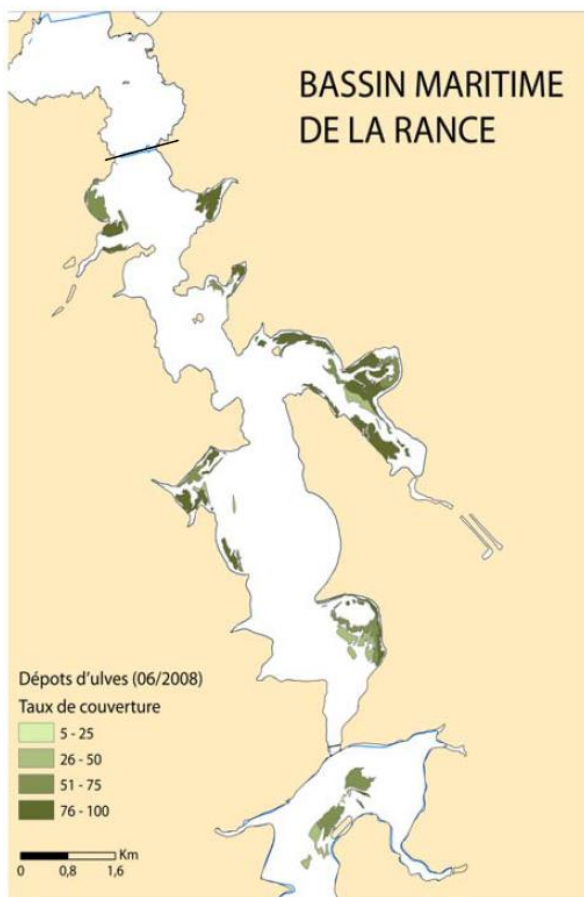 BASSIN MARITIME
DE LA RANCE
Dépots d'ulves (06/2008)
Taux de couverture
5 - 25
26 - 50
51 - 75
76 - 100
Km
0 0,8 1,6